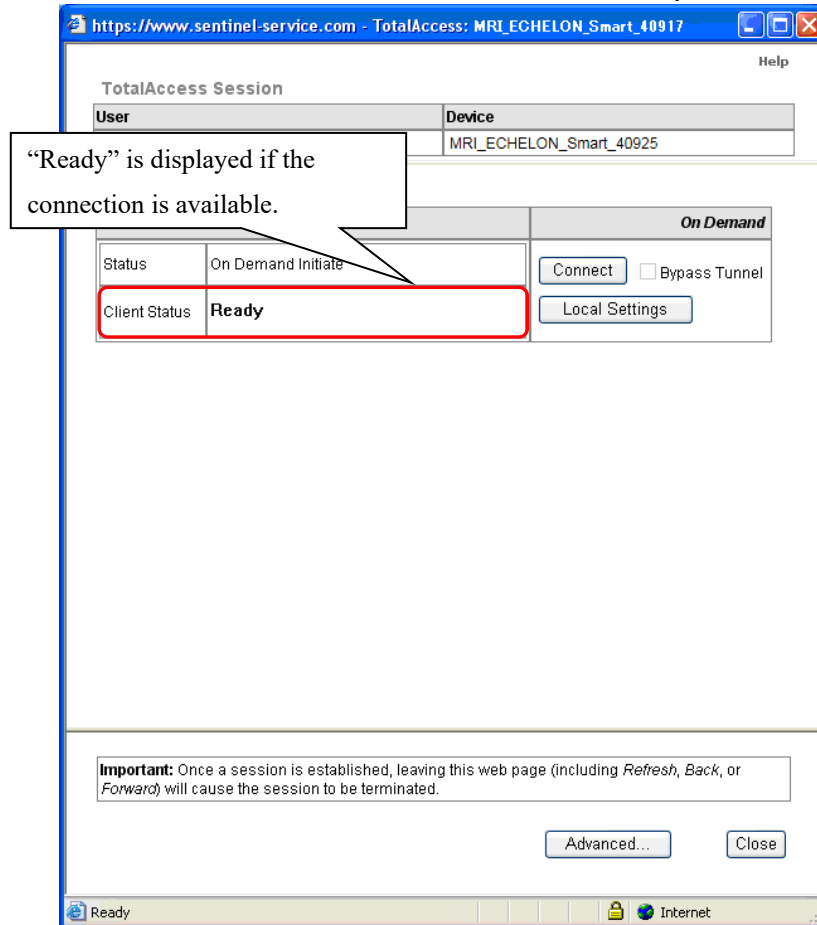 https://www.sentinel-service.com - TotalAccess: MRI_ECHELON_Smart_40917
Help
TotalAccess Session
User Device
MRI_ECHELON_Smart_40925
“Ready” is displayed if the
connection is available.
On Demand
Status On Demand Initiate Connect Bypass Tunnel
Client Status Ready Local Settings
Important: Once a session is established, leaving this web page (including Refresh, Back, or
Forward) will cause the session to be terminated.
Advanced... Close
Ready Internet